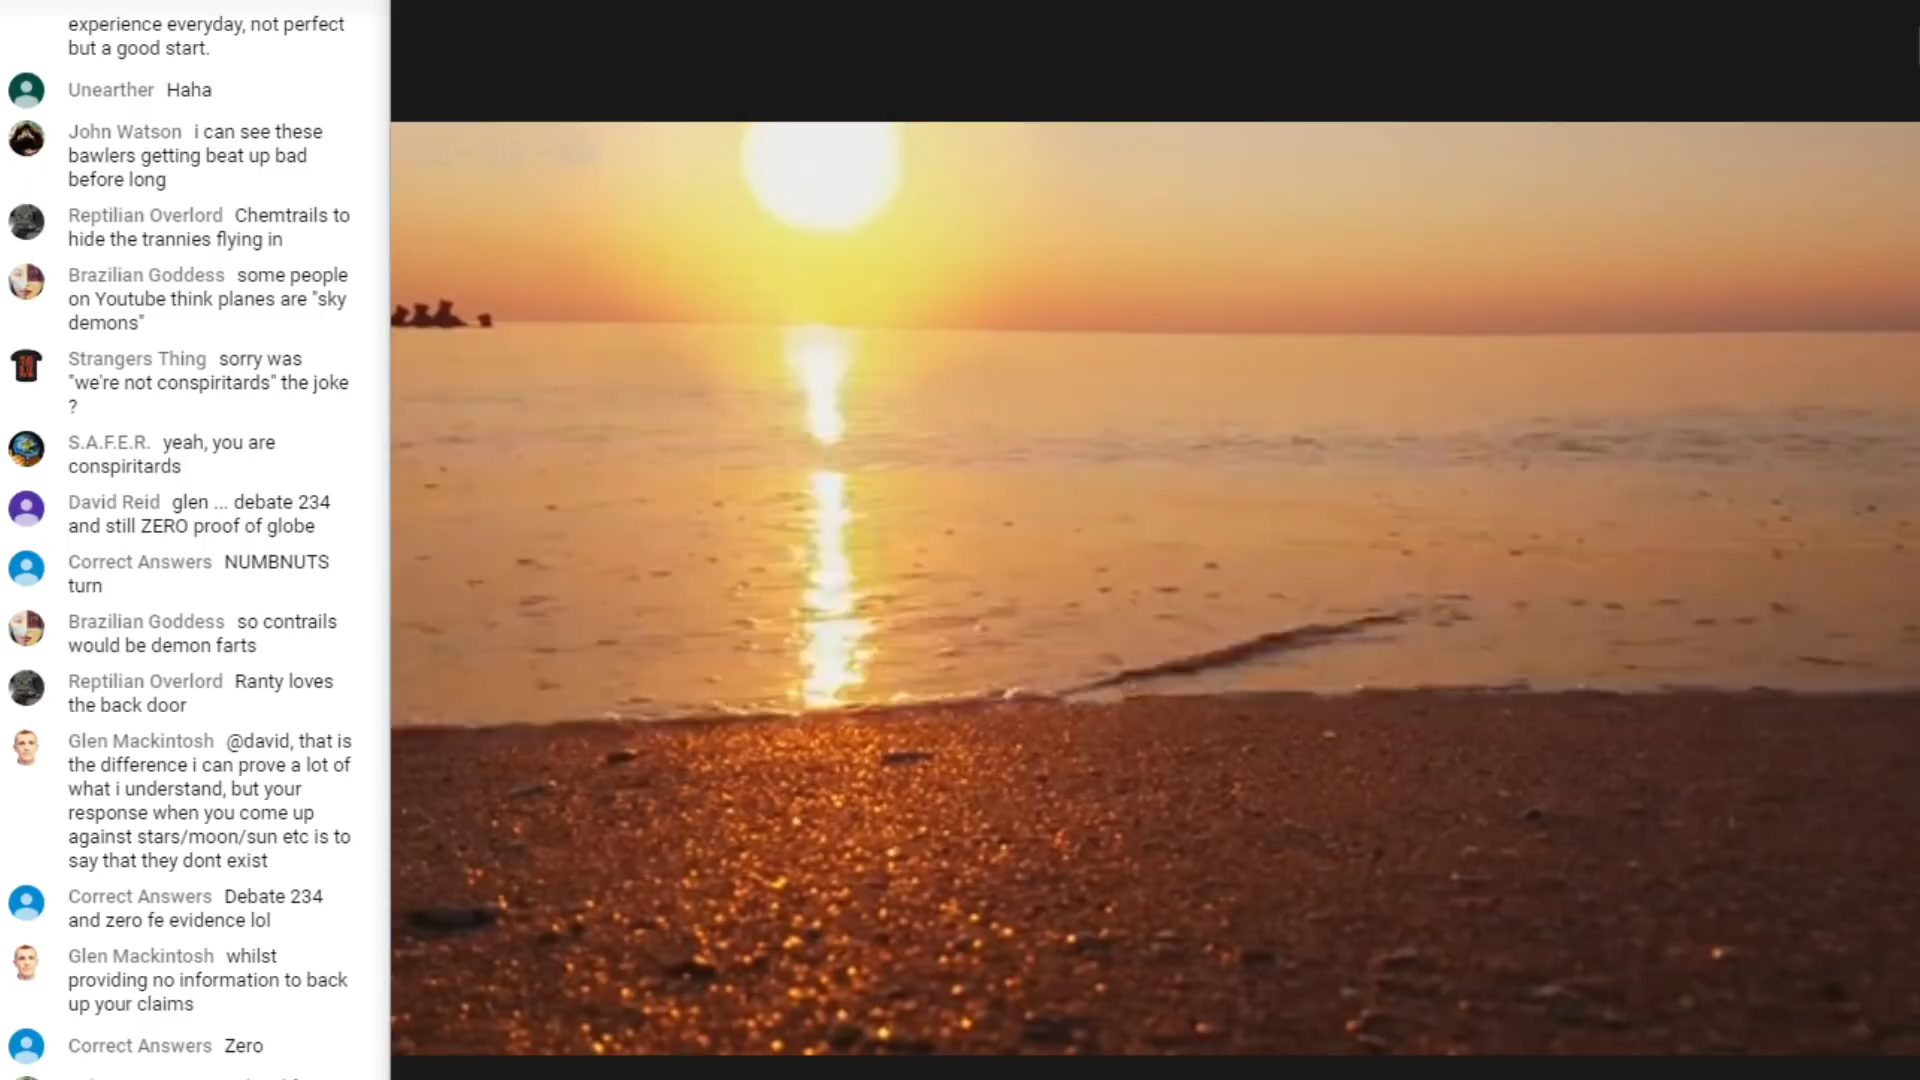 experience everyday, not perfect
but a good start.
Unearther Haha
John Watson i can see these
bawlers getting beat up bad
before long
Reptilian Overlord Chemtrails to
hide the trannies flying in
Brazilian Goddess some people
on Youtube think planes are "sky
demons"
Strangers Thing sorry was
"we're not conspiritards" the joke
?
S.A.F.E.R. yeah, you are
conspiritards
David Reid glen ... debate 234
and still ZERO proof of globe
Correct Answers NUMBNUTS
turn
Brazilian Goddess so contrails
would be demon farts
Reptilian Overlord Ranty loves
the back door
Glen Mackintosh @david, that is
the difference i can prove a lot of
what i understand, but your
response when you come up
against stars/moon/sun etc is to
say that they dont exist
Correct Answers Debate 234
and zero fe evidence lol
Glen Mackintosh whilst
providing no information to back
up your claims
Correct Answers Zero